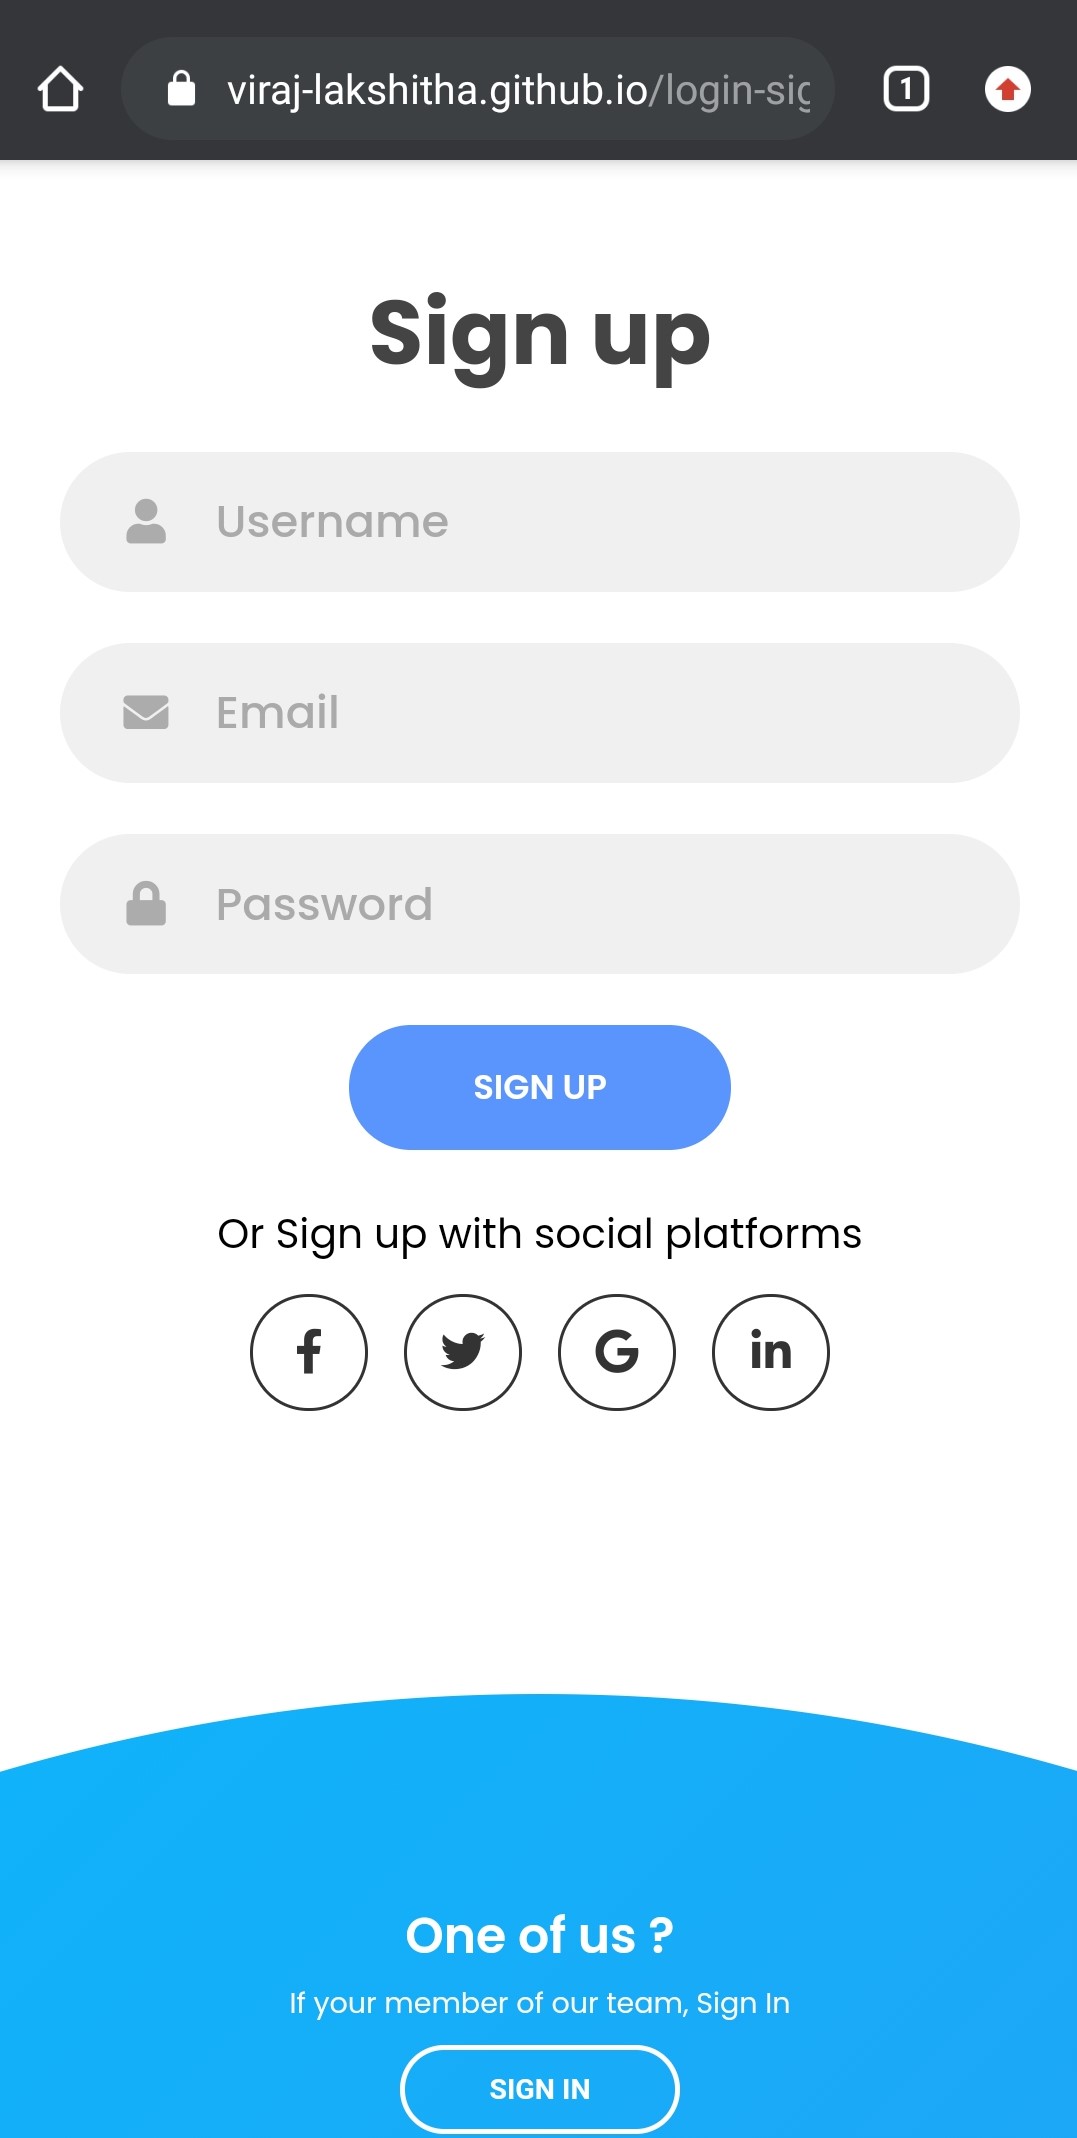 viraj-lakshitha.github.io/login-sig
1
Sign up
Username
Email
Password
SIGN UP
Or Sign up with social platforms
f
G
in
One of us ?
If your member of our team, Sign In
SIGN IN